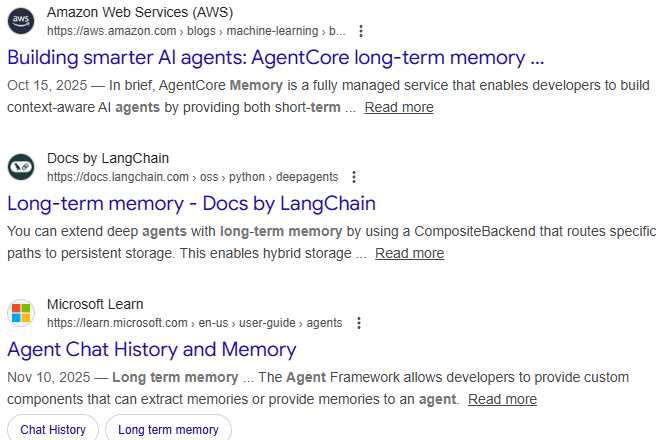 aws
Amazon Web Services (AWS)
https://aws.amazon.com › blogs › machine-learning › b...
Building smarter AI agents: AgentCore long-term memory ...
Oct 15, 2025 — In brief, AgentCore Memory is a fully managed service that enables developers to build
context-aware AI agents by providing both short-term ... Read more
Docs by LangChain
https://docs.langchain.com › oss › python › deepagents
Long-term memory - Docs by LangChain
You can extend deep agents with long-term memory by using a CompositeBackend that routes specific
paths to persistent storage. This enables hybrid storage ... Read more
Microsoft Learn
https://learn.microsoft.com › en-us › user-guide › agents
Agent Chat History and Memory
Nov 10, 2025 — Long term memory ... The Agent Framework allows developers to provide custom
components that can extract memories or provide memories to an agent. Read more
Chat History Long term memory